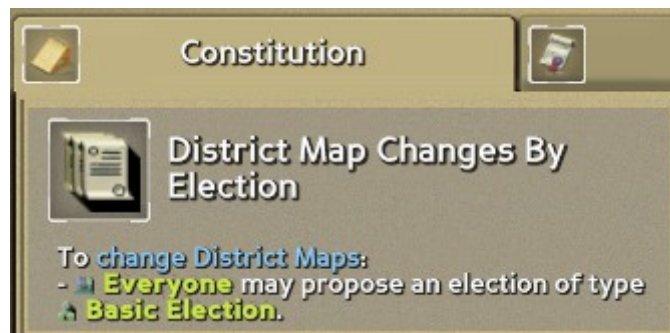 Constitution
District Map Changes By
Election
To change District Maps:
- Everyone may propose an election of type
Basic Election.